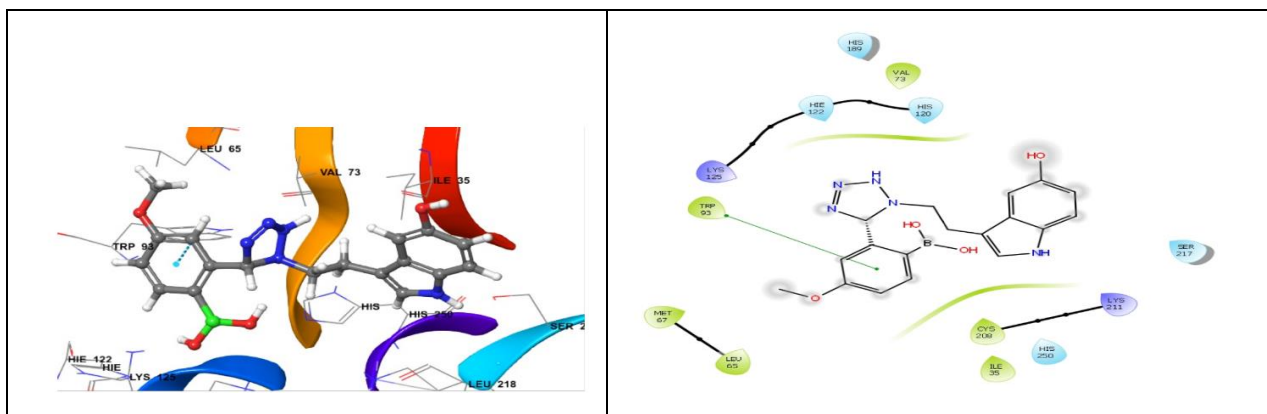 LEU 65
VAL 73
ILE 35
TRP 93
HIS
HIS 250
SER 2
HIE 122
HIE
LYS 125
LEU 218
HIS
189
VAL
73
HIE
122
HIS
120
LYS
125
HO
N
NH
N
N
TRP
93
HO
B
OH
NH
SER
217
O
LYS
211
MET
67
CYS
208
LEU
65
HIS
250
ILE
35